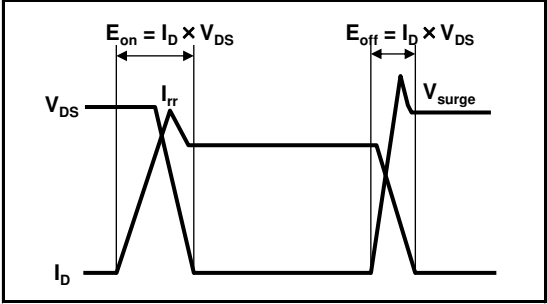 Eon = ID × VDS
Eoff = ID × VDS
VDS
Irr
Vsurge
ID